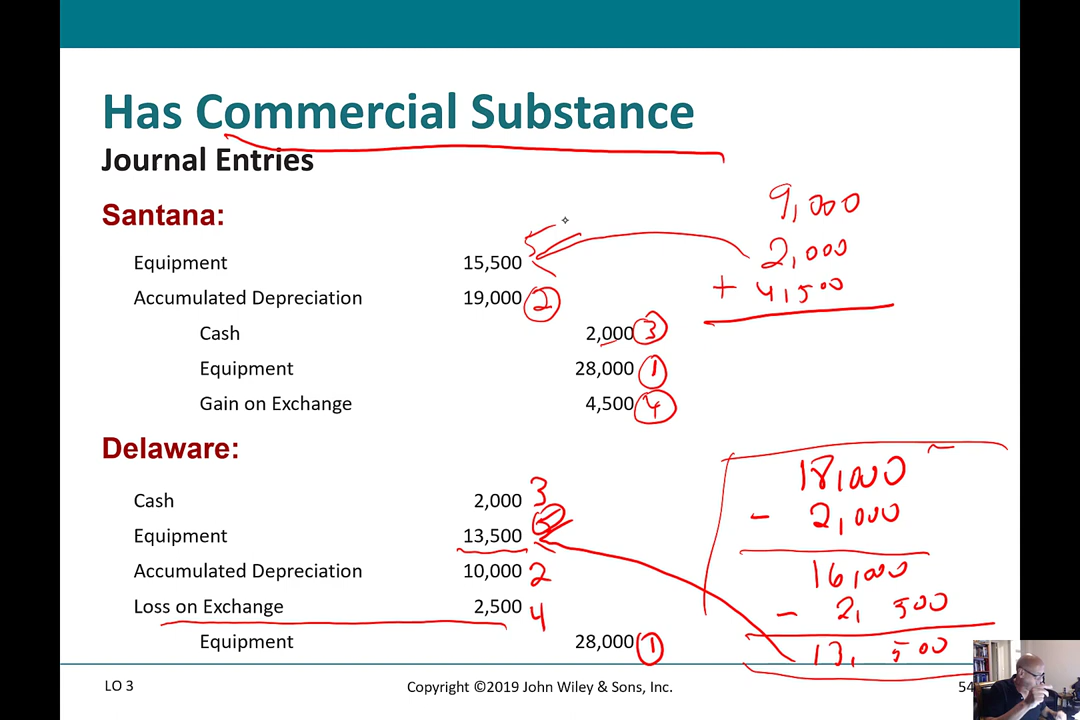 Has Commercial Substance
Journal Entries
Santana:
9,000
2,000
+ 4,500
Equipment 15,500 5
Accumulated Depreciation 19,000 2
Cash 2,000 3
Equipment 28,000 1
Gain on Exchange 4,500 4
Delaware:
18,000
- 2,000
16,000
- 2,500
13,500
Cash 2,000 3
Equipment 13,500
Accumulated Depreciation 10,000 2
Loss on Exchange 2,500 4
Equipment 28,000 1
LO 3
Copyright ©2019 John Wiley & Sons, Inc.
54